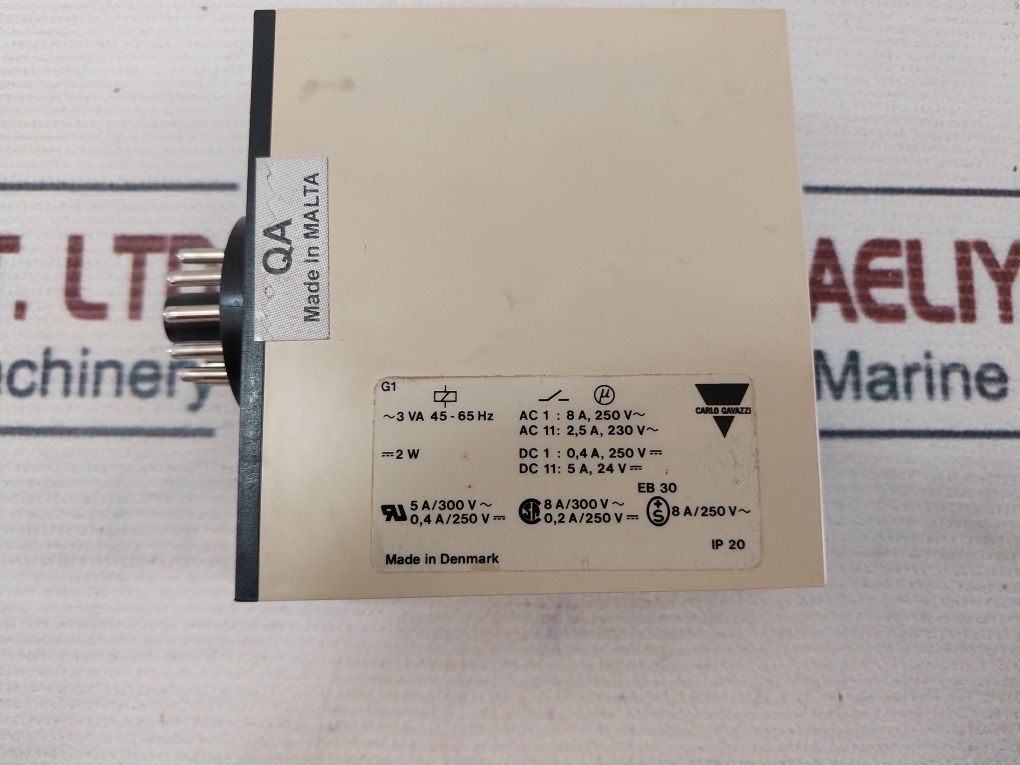 QA
Made In MALTA
G1
µ
CARLO GAVAZZI
∼3 VA 45 - 65 Hz
AC 1 : 8 A, 250 V∼
AC 11: 2,5 A, 230 V∼
⎓2 W
DC 1 : 0,4 A, 250 V⎓
DC 11: 5 A, 24 V⎓
EB 30
5 A/300 V∼
0,4 A/250 V⎓
8 A/300 V∼
0,2 A/250 V⎓
+S
8 A/250 V∼
IP 20
Made in Denmark
T. LTD
AELIY
chinery
Marine